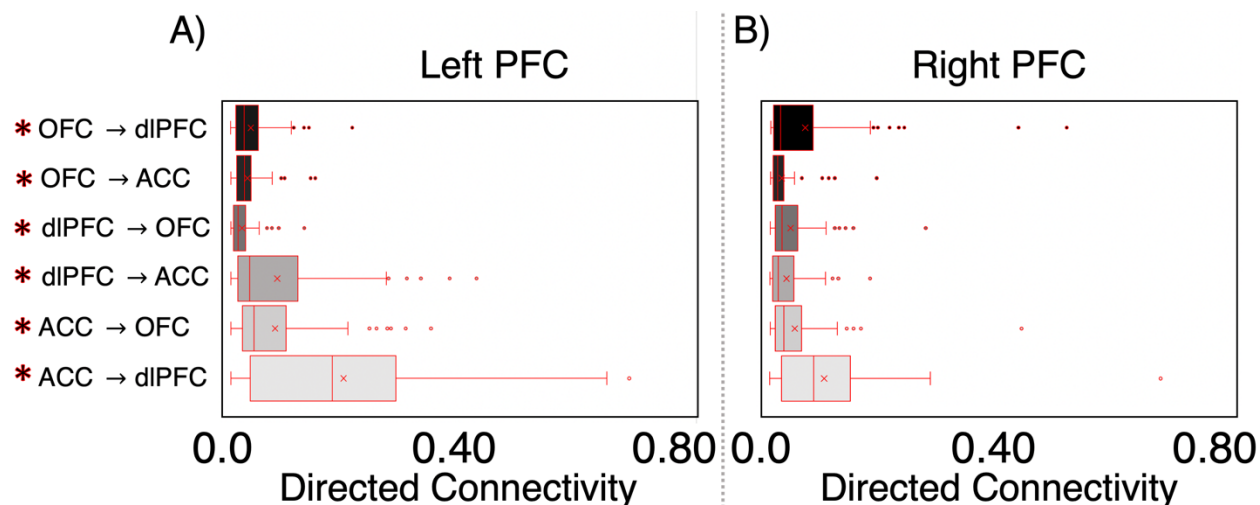 A)
Left PFC
B)
Right PFC
* OFC → dlPFC
* OFC → ACC
* dlPFC → OFC
* dlPFC → ACC
* ACC → OFC
* ACC → dlPFC
0.0 0.40 0.80
Directed Connectivity
0.0 0.40 0.80
Directed Connectivity